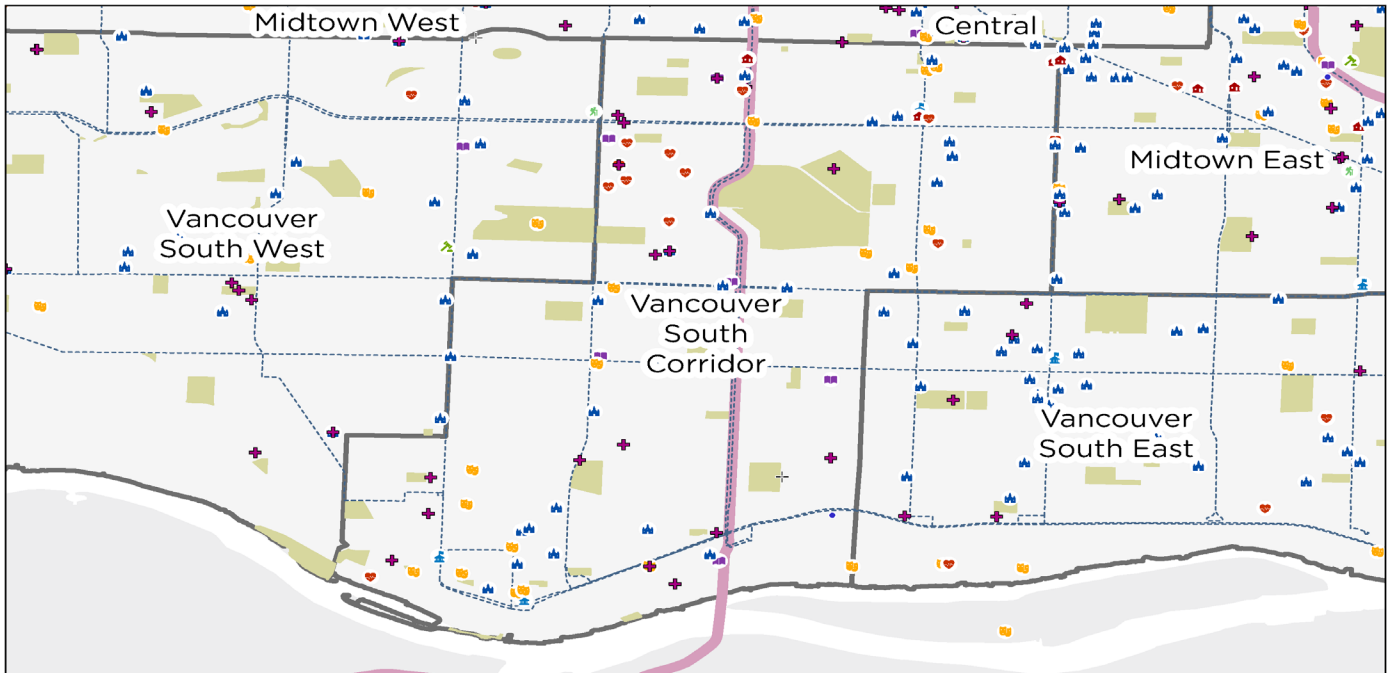 Midtown West
Central
Midtown East
Vancouver
South West
Vancouver
South
Corridor
Vancouver
South East